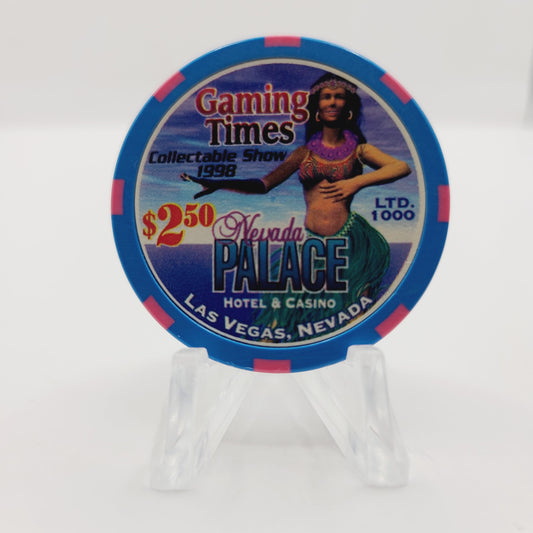 Gaming
Times
Collectable Show
1998
LTD.
1000
$2.50
Nevada
PALACE
HOTEL & CASINO
LAS VEGAS, NEVADA